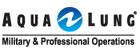 AQUA LUNG
Military & Professional Operations